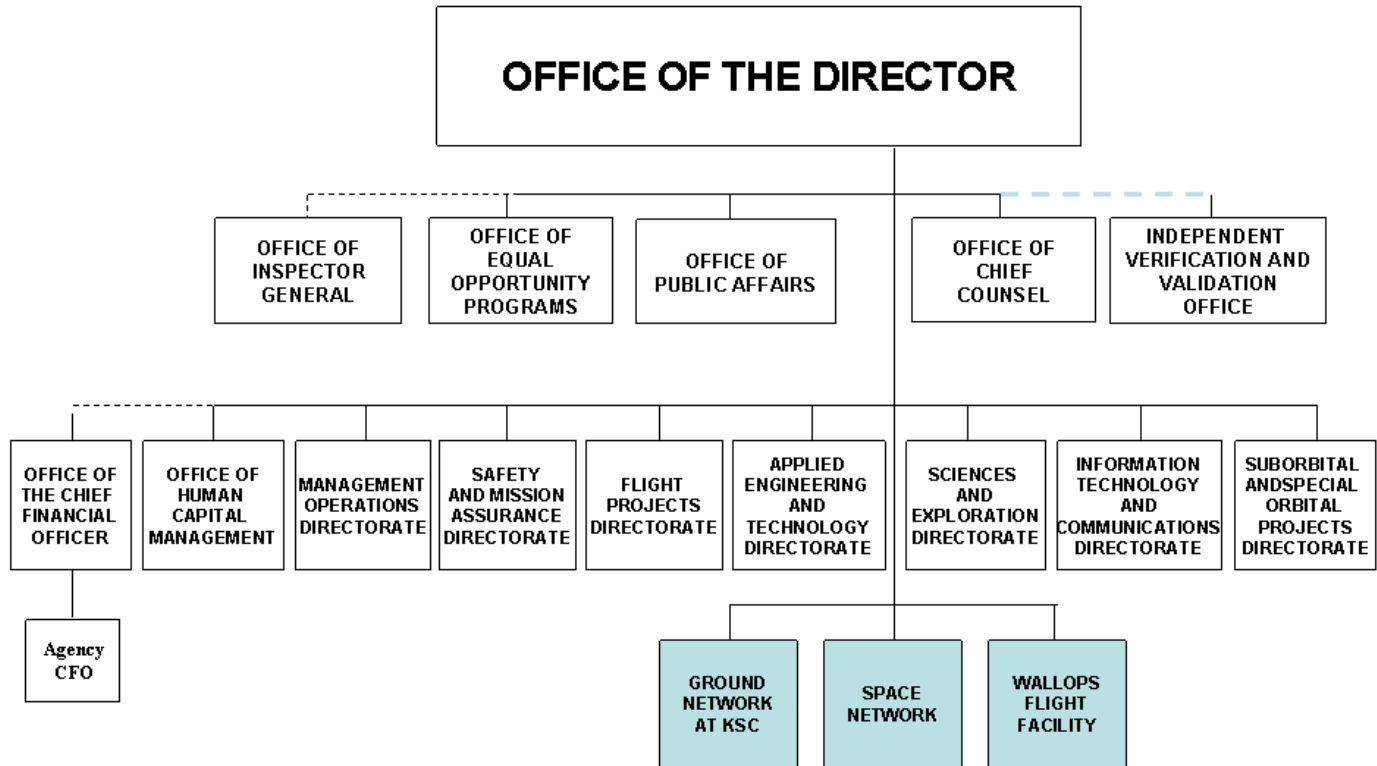 OFFICE OF THE DIRECTOR
OFFICE OF
INSPECTOR
GENERAL
OFFICE OF
EQUAL
OPPORTUNITY
PROGRAMS
OFFICE OF
PUBLIC AFFAIRS
OFFICE OF
CHIEF
COUNSEL
INDEPENDENT
VERIFICATION AND
VALIDATION
OFFICE
OFFICE OF
THE CHIEF
FINANCIAL
OFFICER
OFFICE OF
HUMAN
CAPITAL
MANAGEMENT
MANAGEMENT
OPERATIONS
DIRECTORATE
SAFETY
AND MISSION
ASSURANCE
DIRECTORATE
FLIGHT
PROJECTS
DIRECTORATE
APPLIED
ENGINEERING
AND
TECHNOLOGY
DIRECTORATE
SCIENCES
AND
EXPLORATION
DIRECTORATE
INFORMATION
TECHNOLOGY
AND
COMMUNICATIONS
DIRECTORATE
SUBORBITAL
ANDSPECIAL
ORBITAL
PROJECTS
DIRECTORATE
Agency
CFO
GROUND
NETWORK
AT KSC
SPACE
NETWORK
WALLOPS
FLIGHT
FACILITY